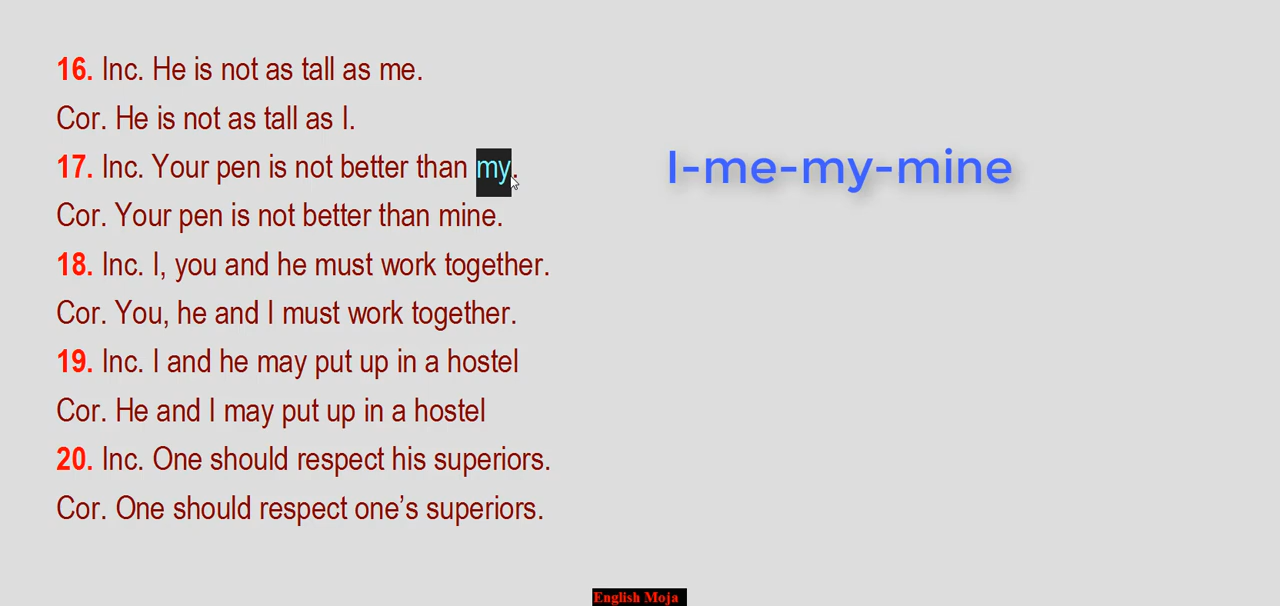 16. Inc. He is not as tall as me.
Cor. He is not as tall as I.
17. Inc. Your pen is not better than my.
I-me-my-mine
Cor. Your pen is not better than mine.
18. Inc. I, you and he must work together.
Cor. You, he and I must work together.
19. Inc. I and he may put up in a hostel
Cor. He and I may put up in a hostel
20. Inc. One should respect his superiors.
Cor. One should respect one’s superiors.
English Moja